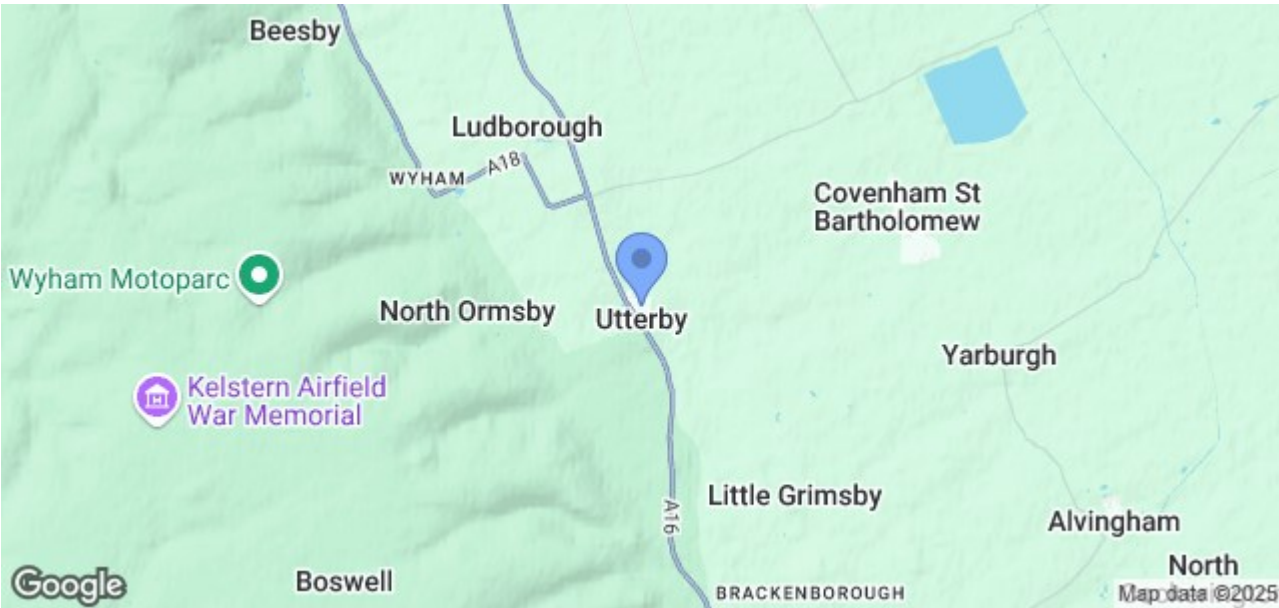 Beesby
Ludborough
A18
WYHAM
Covenham St
Bartholomew
Wyham Motoparc
North Ormsby
Utterby
Yarburgh
Kelstern Airfield
War Memorial
Little Grimsby
A16
Alvingham
North
Boswell
BRACKENBOROUGH
Google
Map data ©2025